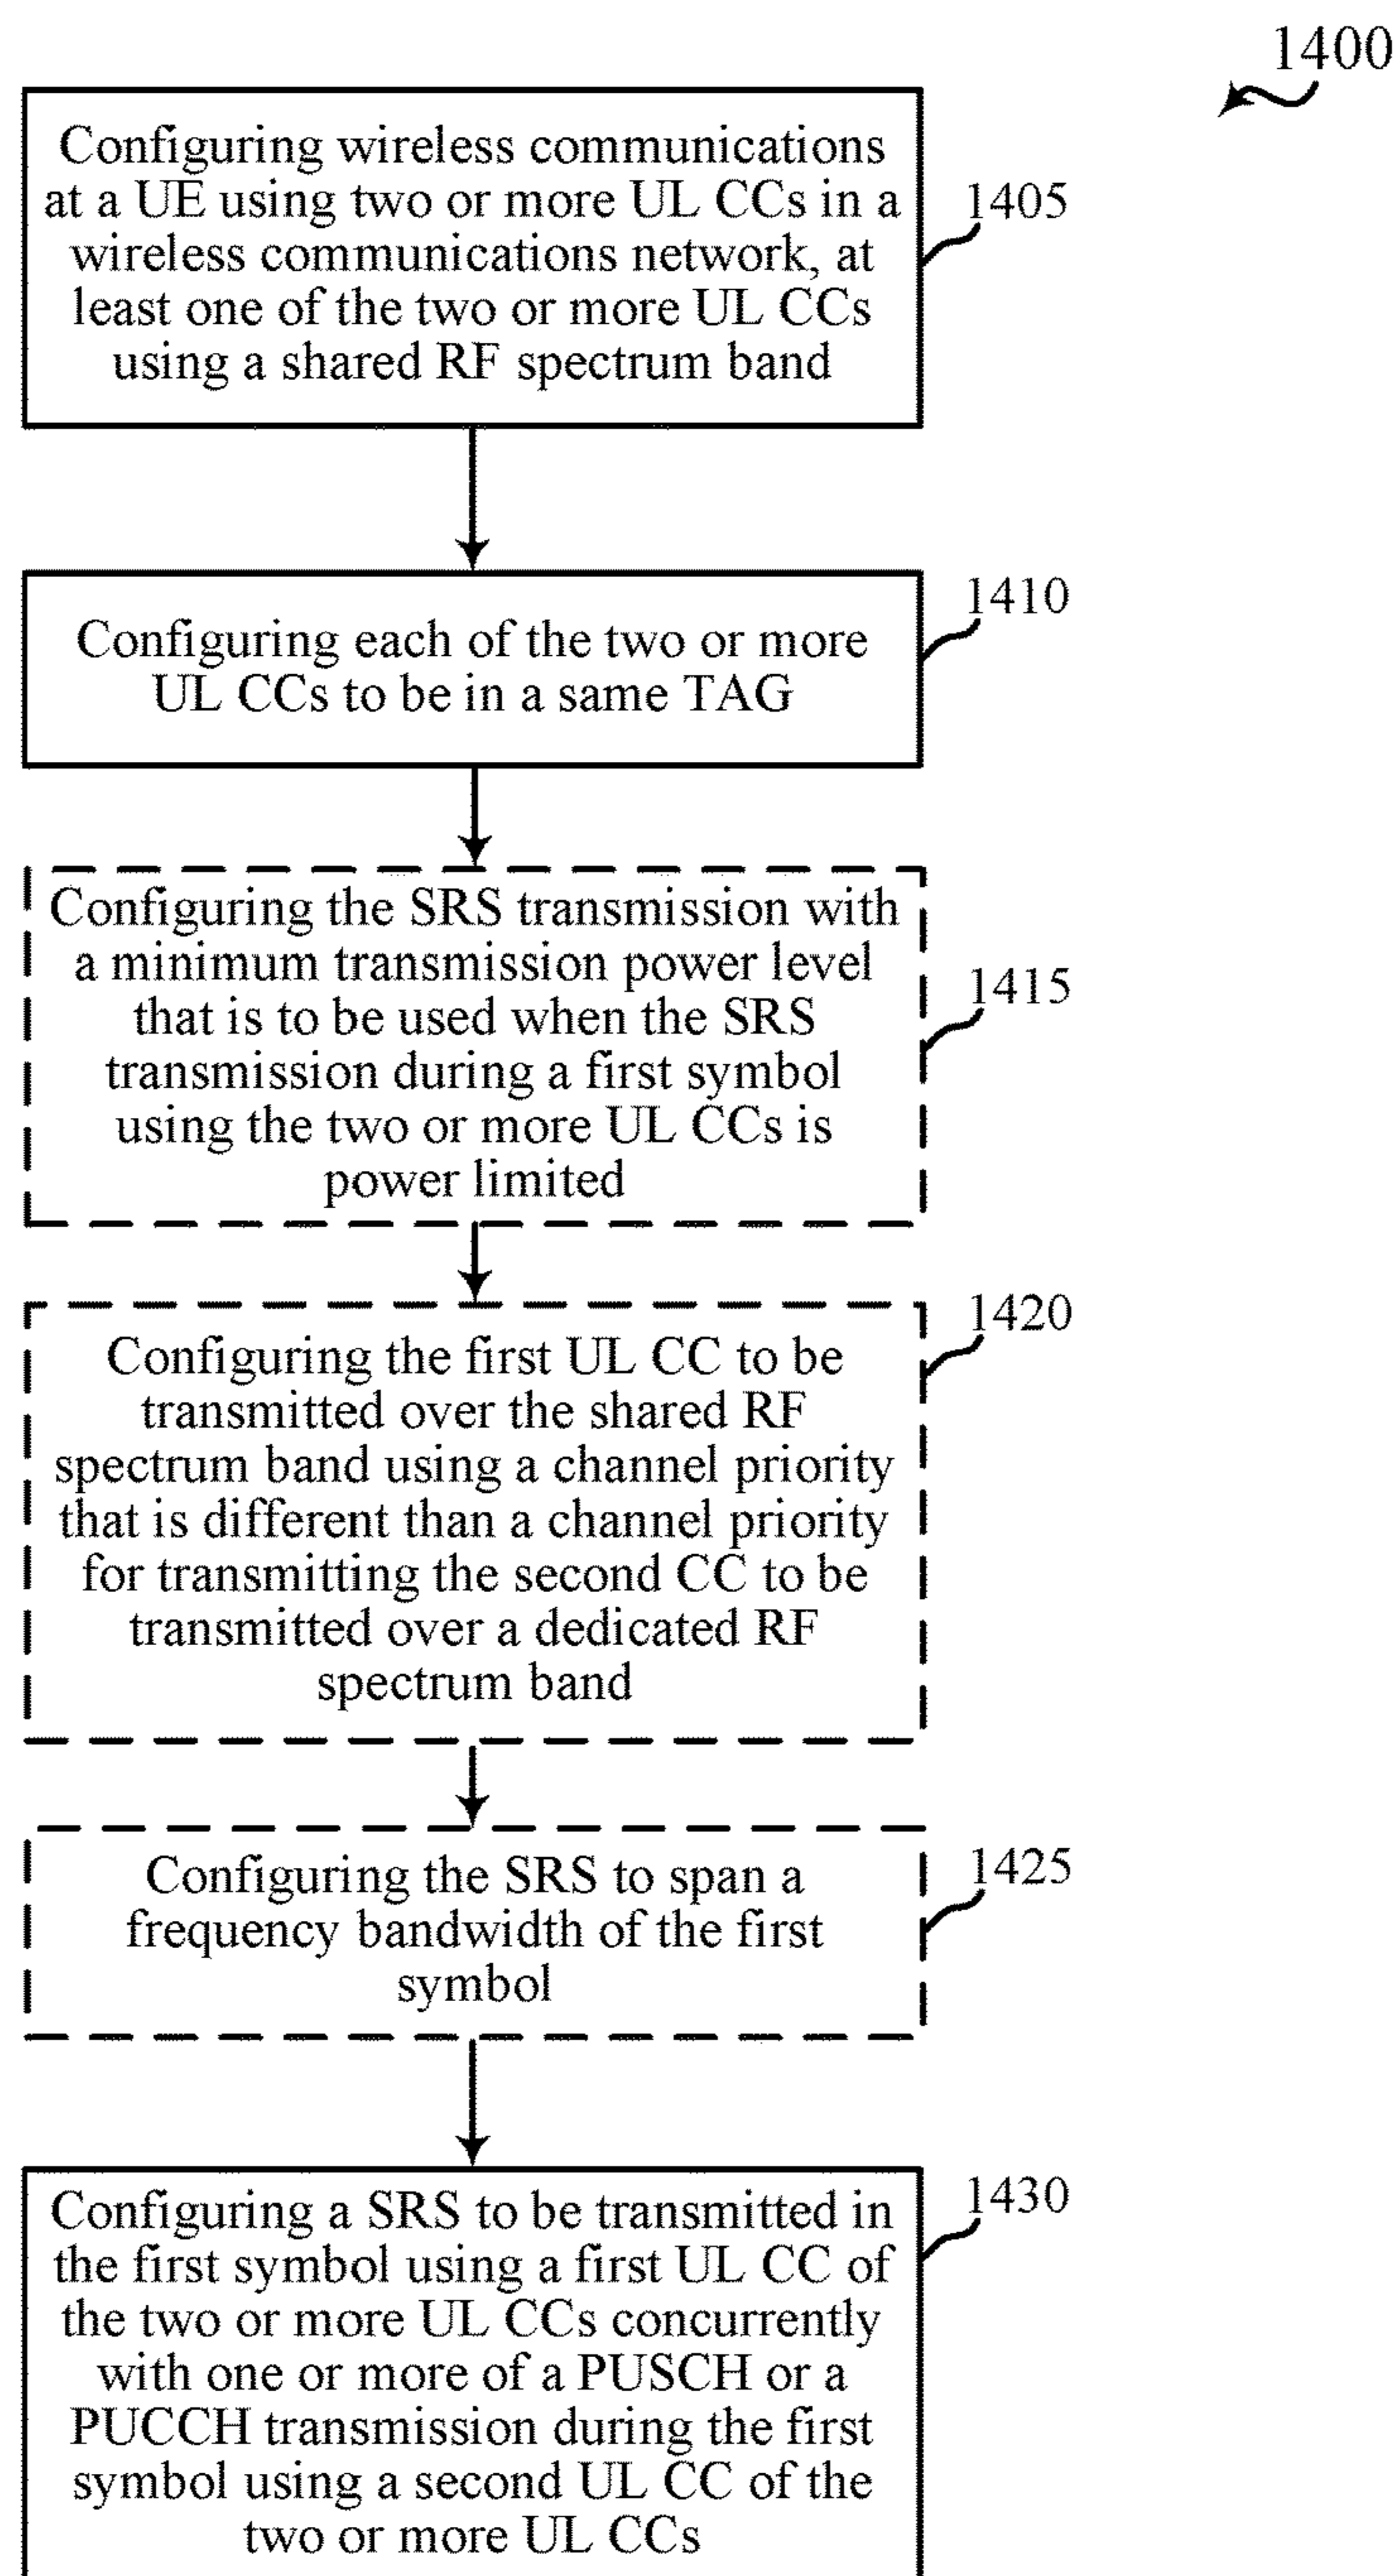 1400
Configuring wireless communications
at a UE using two or more UL CCs in a
wireless communications network, at
least one of the two or more UL CCs
using a shared RF spectrum band
1405
Configuring each of the two or more
UL CCs to be in a same TAG
1410
Configuring the SRS transmission with
a minimum transmission power level
that is to be used when the SRS
transmission during a first symbol
using the two or more UL CCs is
power limited
1415
Configuring the first UL CC to be
transmitted over the shared RF
spectrum band using a channel priority
that is different than a channel priority
for transmitting the second CC to be
transmitted over a dedicated RF
spectrum band
1420
Configuring the SRS to span a
frequency bandwidth of the first
symbol
1425
Configuring a SRS to be transmitted in
the first symbol using a first UL CC of
the two or more UL CCs concurrently
with one or more of a PUSCH or a
PUCCH transmission during the first
symbol using a second UL CC of the
two or more UL CCs
1430